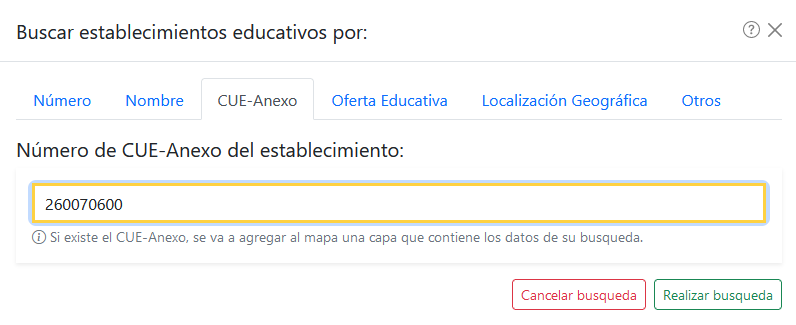 Buscar establecimientos educativos por:
Número Nombre CUE-Anexo Oferta Educativa Localización Geográfica Otros
Número de CUE-Anexo del establecimiento:
260070600
Si existe el CUE-Anexo, se va a agregar al mapa una capa que contiene los datos de su busqueda.
Cancelar busqueda Realizar busqueda